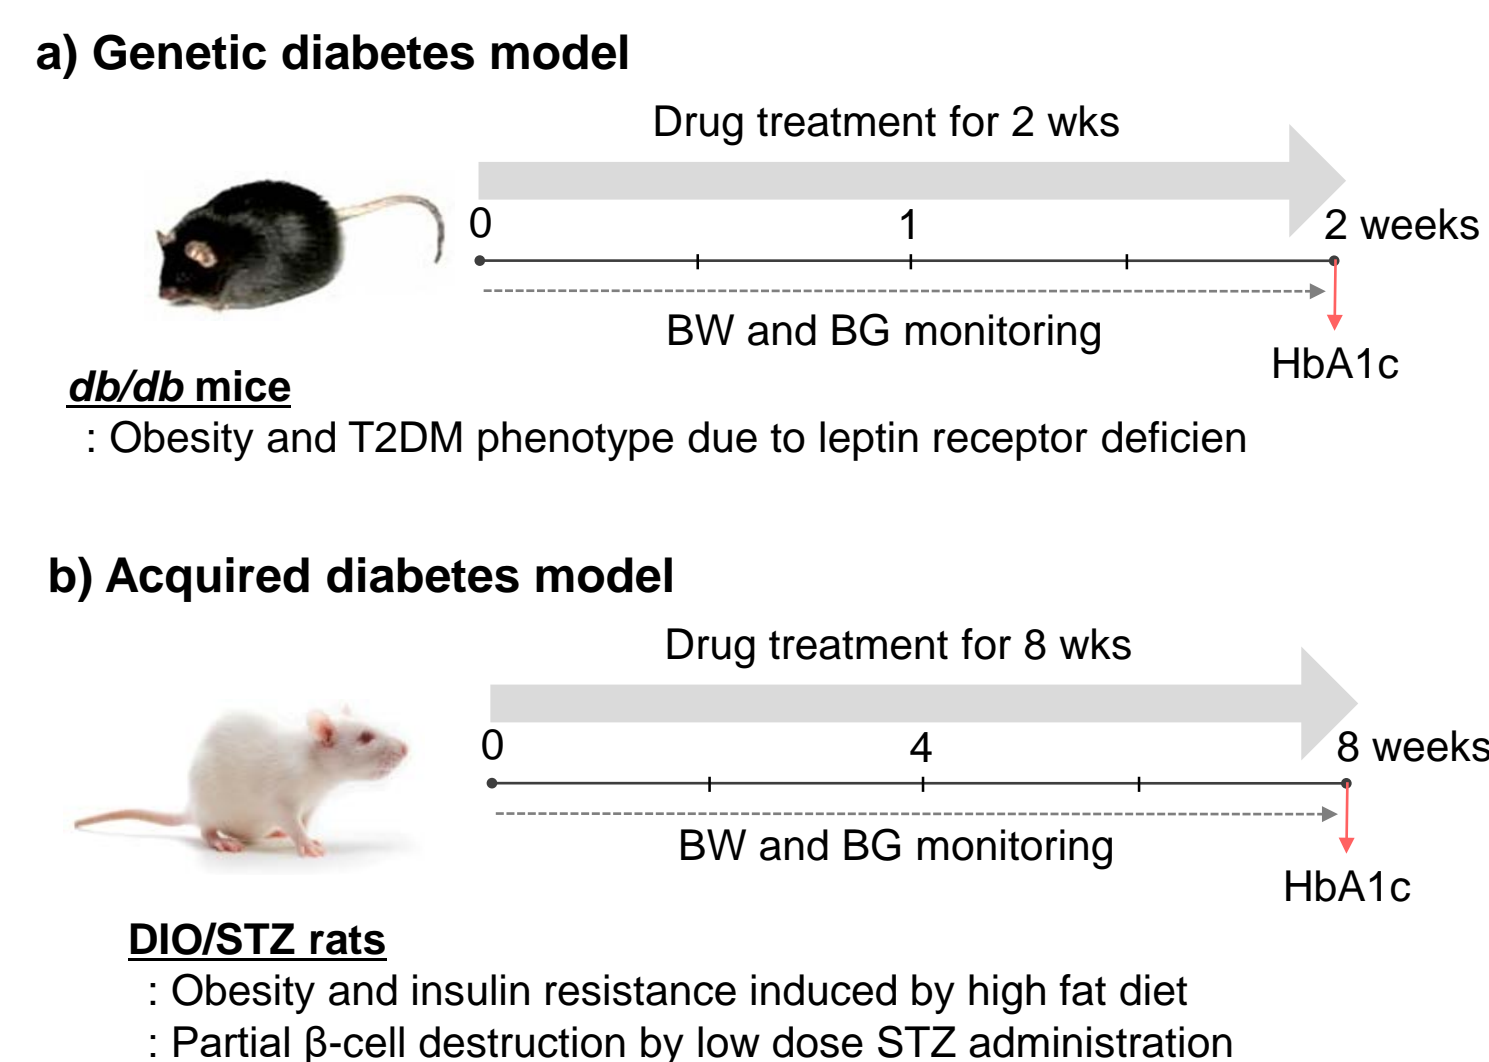 a) Genetic diabetes model
Drug treatment for 2 wks
0 1 2 weeks
BW and BG monitoring
HbA1c
db/db mice
: Obesity and T2DM phenotype due to leptin receptor deficien
b) Acquired diabetes model
Drug treatment for 8 wks
0 4 8 weeks
BW and BG monitoring
HbA1c
DIO/STZ rats
: Obesity and insulin resistance induced by high fat diet
: Partial β-cell destruction by low dose STZ administration